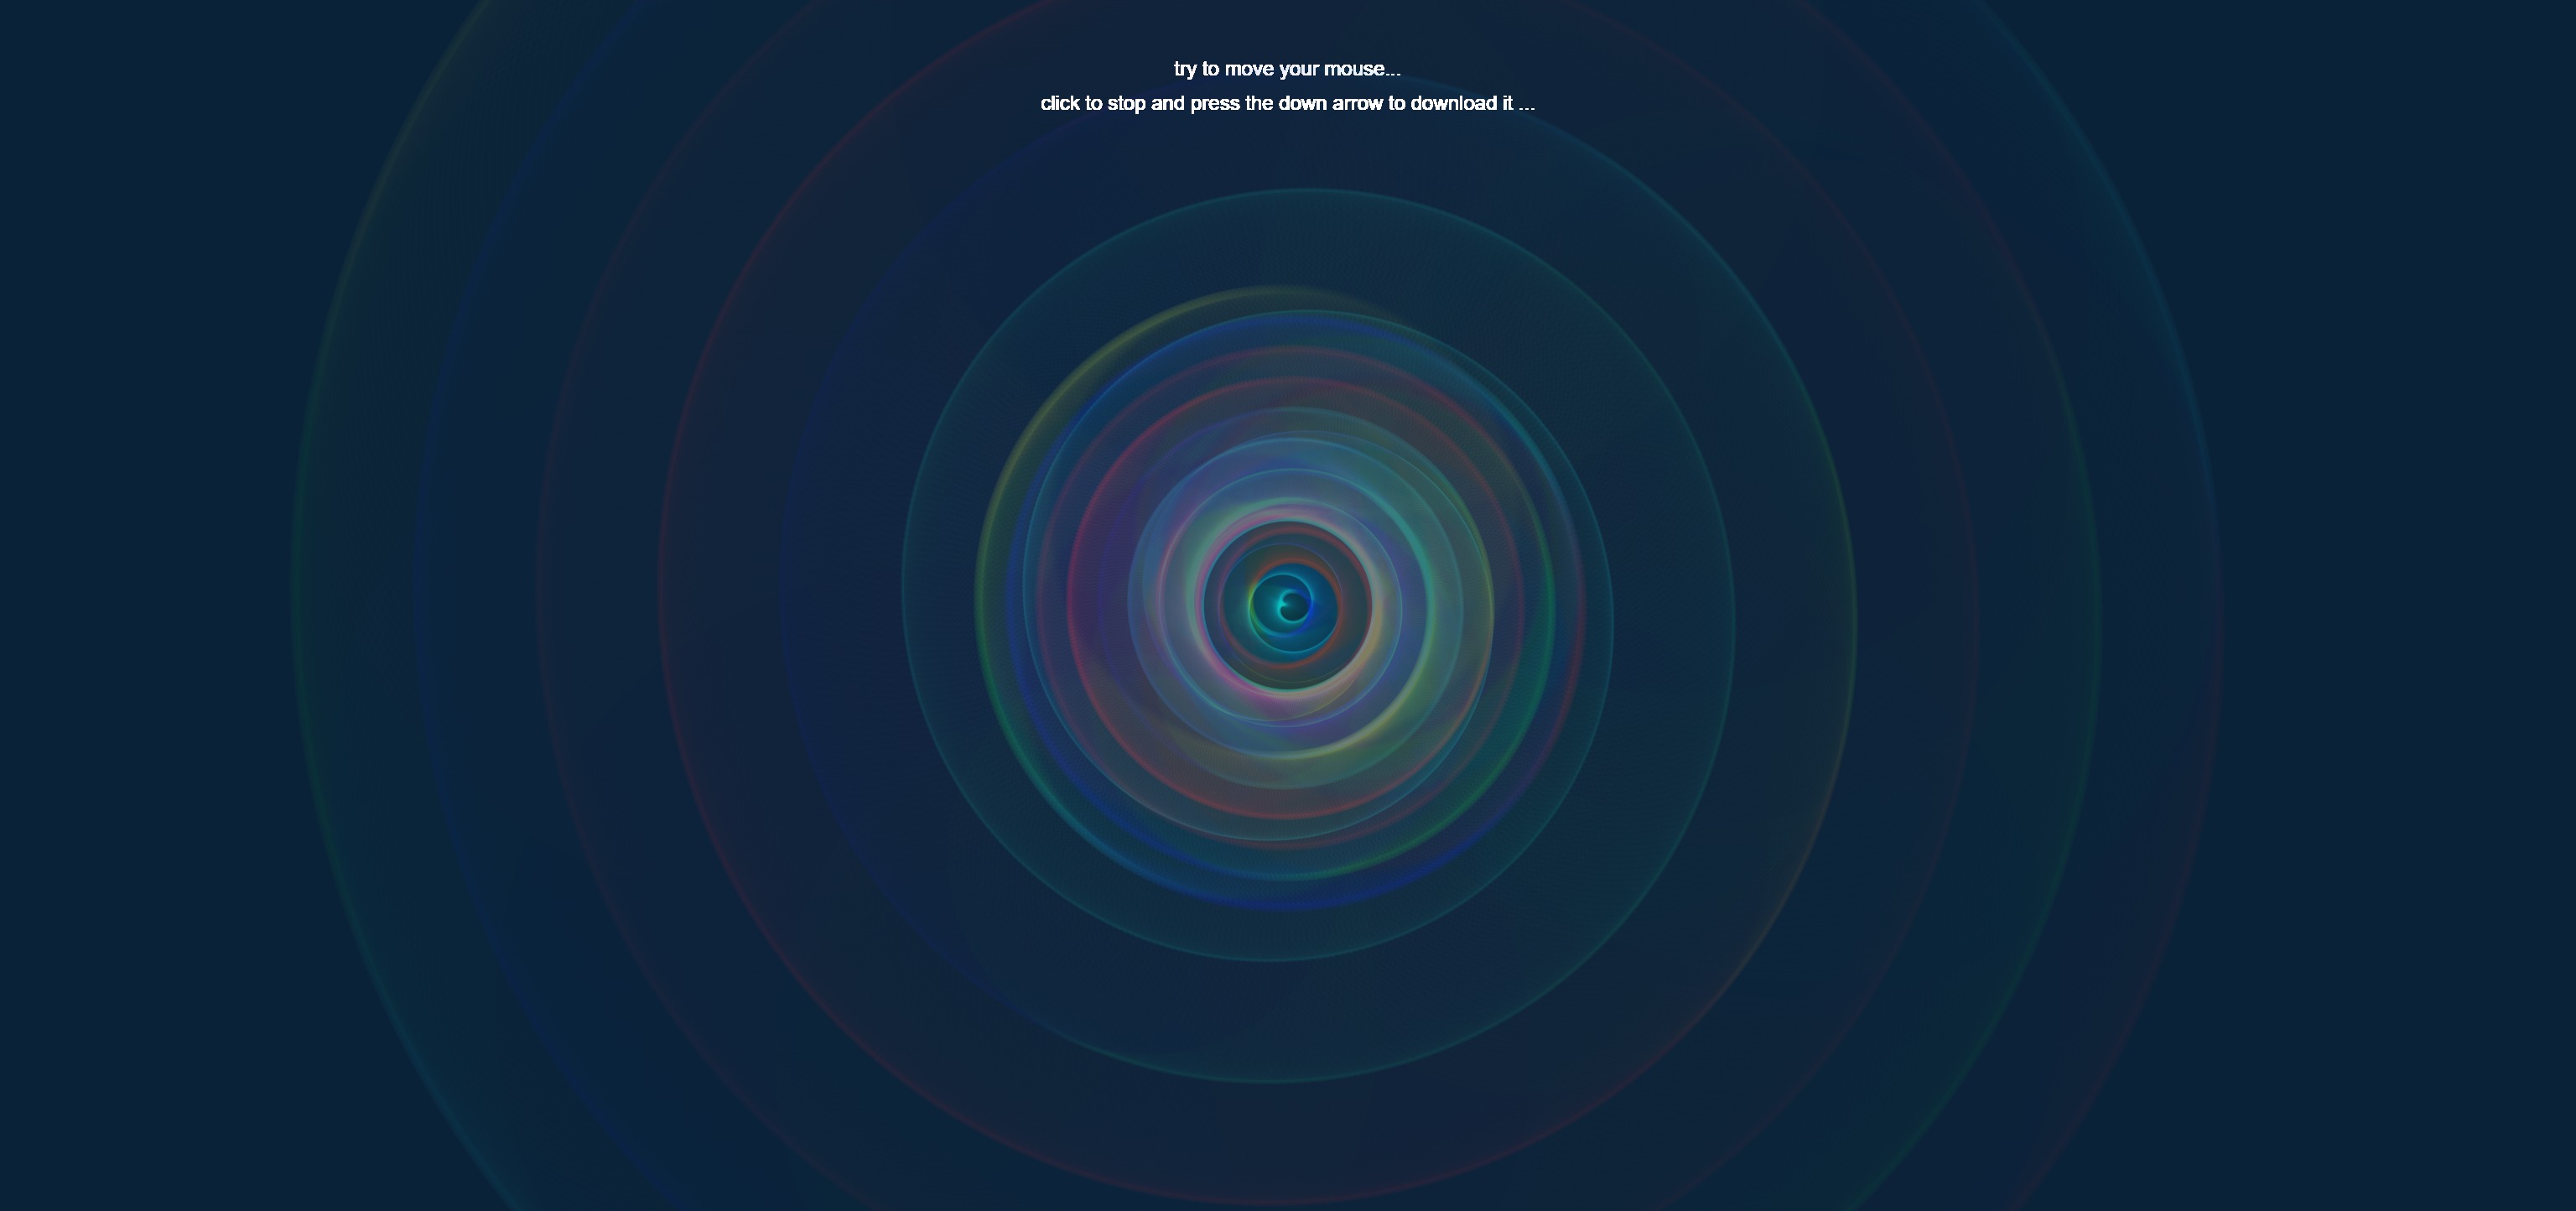 try to move your mouse...
click to stop and press the down arrow to download it ...